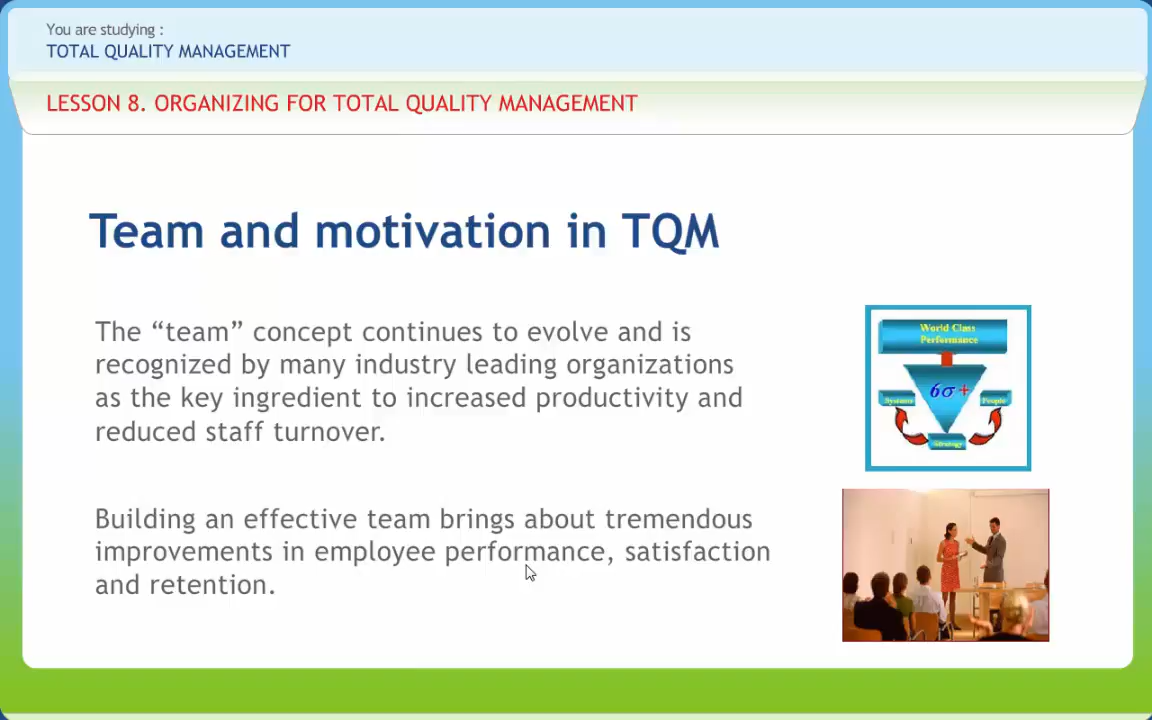 You are studying :
TOTAL QUALITY MANAGEMENT
LESSON 8. ORGANIZING FOR TOTAL QUALITY MANAGEMENT
Team and motivation in TQM
The “team” concept continues to evolve and is
recognized by many industry leading organizations
as the key ingredient to increased productivity and
reduced staff turnover.
Building an effective team brings about tremendous
improvements in employee performance, satisfaction
and retention.
World Class
Performance
6σ +
Systems
People
Strategy